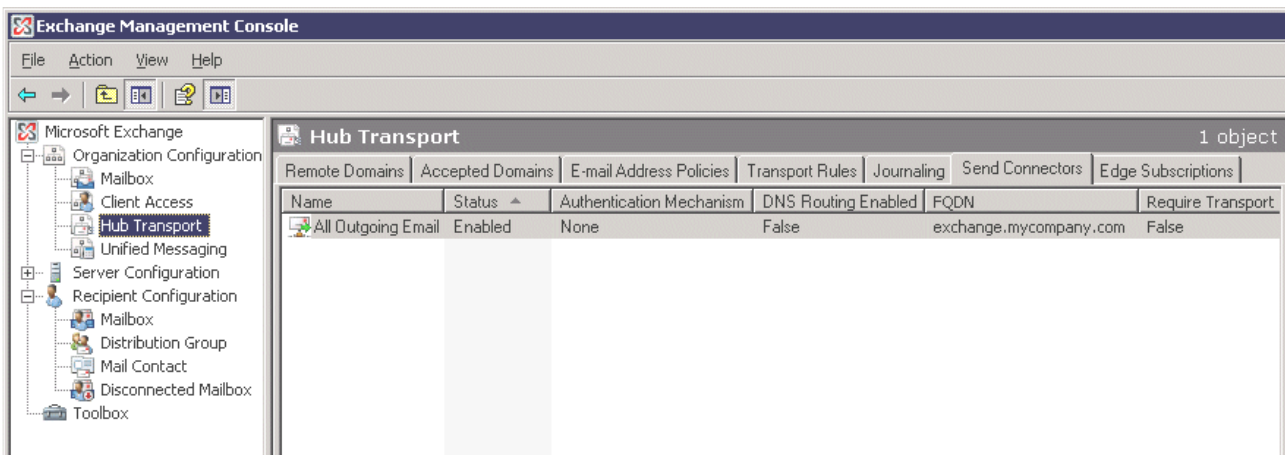 Exchange Management Console
File Action View Help
Microsoft Exchange
Organization Configuration
Mailbox
Client Access
Hub Transport
Unified Messaging
Server Configuration
Recipient Configuration
Mailbox
Distribution Group
Mail Contact
Disconnected Mailbox
Toolbox
Hub Transport 1 object
Remote Domains Accepted Domains E-mail Address Policies Transport Rules Journaling Send Connectors Edge Subscriptions
Name Status Authentication Mechanism DNS Routing Enabled FQDN Require Transport
All Outgoing Email Enabled None False exchange.mycompany.com False